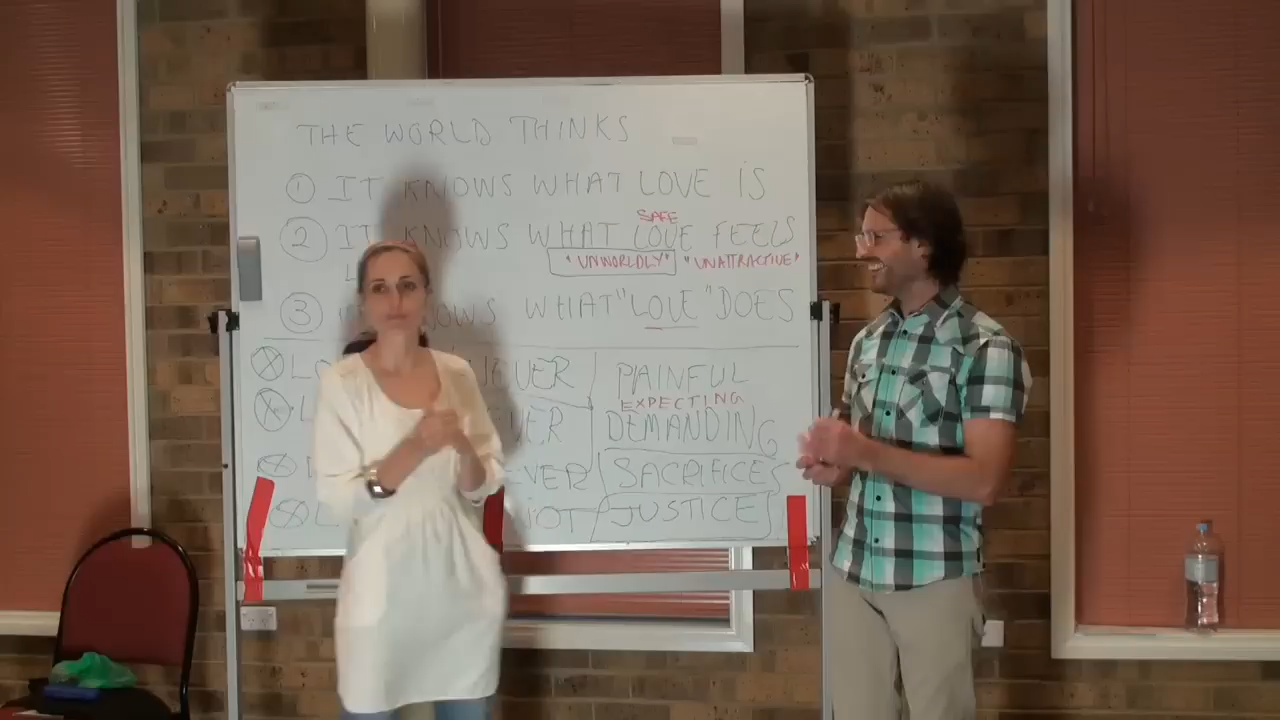 THE WORLD THINKS
① IT KNOWS WHAT LOVE IS
SAFE
② IT KNOWS WHAT LOVE FEELS
"UNWORLDLY" "UNATTRACTIVE"
③ KNOWS WHAT "LOVE" DOES
PAINFUL
EXPECTING
DEMANDING
SACRIFICES
JUSTICE